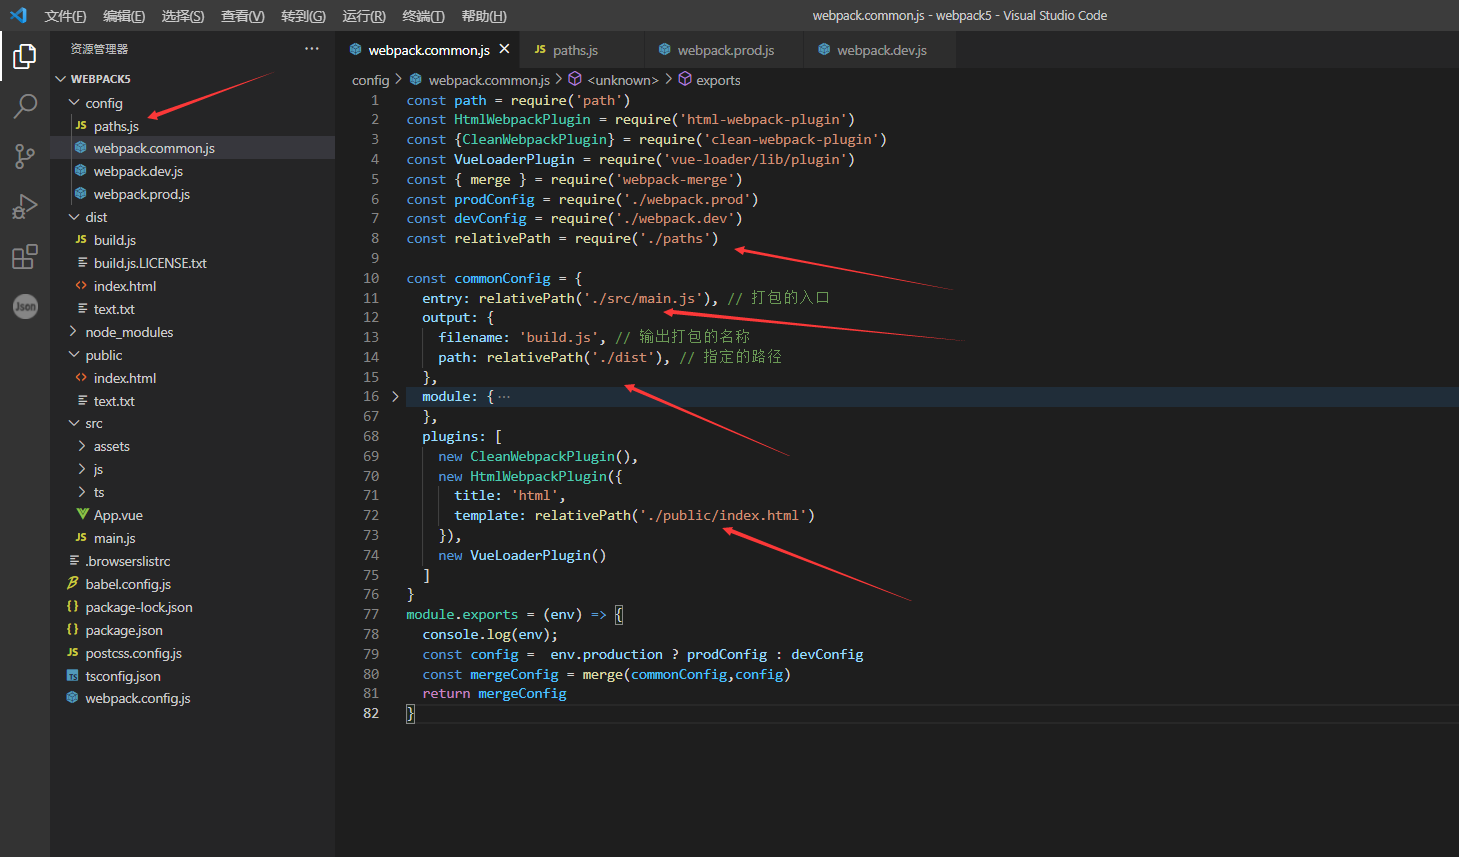 文件(F) 编辑(E) 选择(S) 查看(V) 转到(G) 运行(R) 终端(T) 帮助(H)
webpack.common.js - webpack5 - Visual Studio Code
资源管理器 ···
WEBPACK5
config
JS paths.js
webpack.common.js
webpack.dev.js
webpack.prod.js
dist
JS build.js
build.js.LICENSE.txt
<> index.html
text.txt
node_modules
public
<> index.html
text.txt
src
assets
js
ts
App.vue
JS main.js
.browserslistrc
babel.config.js
{} package-lock.json
{} package.json
JS postcss.config.js
TS tsconfig.json
webpack.config.js
Json
webpack.common.js JS paths.js webpack.prod.js webpack.dev.js
config > webpack.common.js > <unknown> > exports
1 const path = require('path')
2 const HtmlWebpackPlugin = require('html-webpack-plugin')
3 const {CleanWebpackPlugin} = require('clean-webpack-plugin')
4 const VueLoaderPlugin = require('vue-loader/lib/plugin')
5 const { merge } = require('webpack-merge')
6 const prodConfig = require('./webpack.prod')
7 const devConfig = require('./webpack.dev')
8 const relativePath = require('./paths')
9
10 const commonConfig = {
11 entry: relativePath('./src/main.js'), // 打包的入口
12 output: {
13 filename: 'build.js', // 输出打包的名称
14 path: relativePath('./dist'), // 指定的路径
15 },
16 module: { ···
67 },
68 plugins: [
69 new CleanWebpackPlugin(),
70 new HtmlWebpackPlugin({
71 title: 'html',
72 template: relativePath('./public/index.html')
73 }),
74 new VueLoaderPlugin()
75 ]
76 }
77 module.exports = (env) => {
78 console.log(env);
79 const config =  env.production ? prodConfig : devConfig
80 const mergeConfig = merge(commonConfig,config)
81 return mergeConfig
82 }